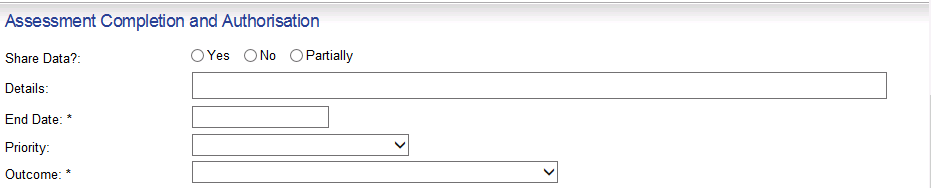 Assessment Completion and Authorisation
Share Data?: Yes No Partially
Details:
End Date: *
Priority:
Outcome: *